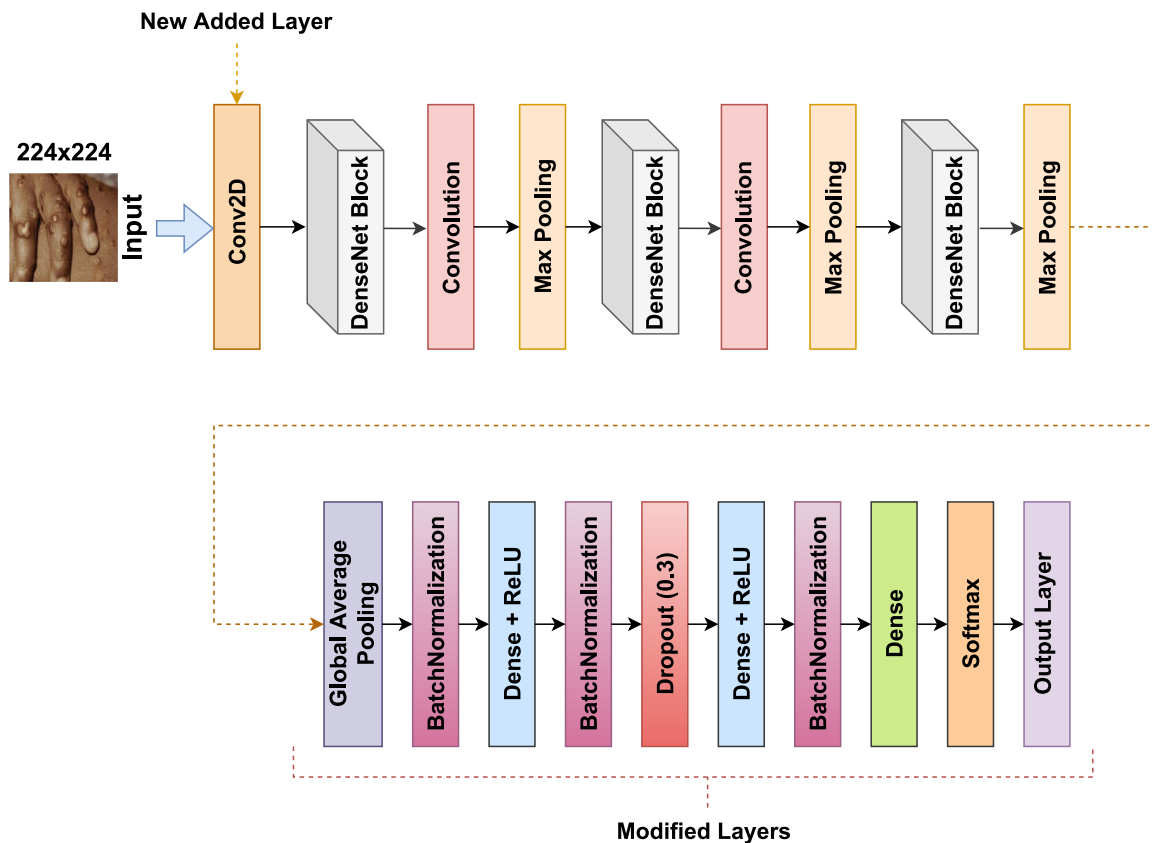 New Added Layer
224x224
Input
Conv2D
DenseNet Block
Convolution
Max Pooling
DenseNet Block
Convolution
Max Pooling
DenseNet Block
Max Pooling
Global Average
Pooling
BatchNormalization
Dense + ReLU
BatchNormalization
Dropout (0.3)
Dense + ReLU
BatchNormalization
Dense
Softmax
Output Layer
Modified Layers